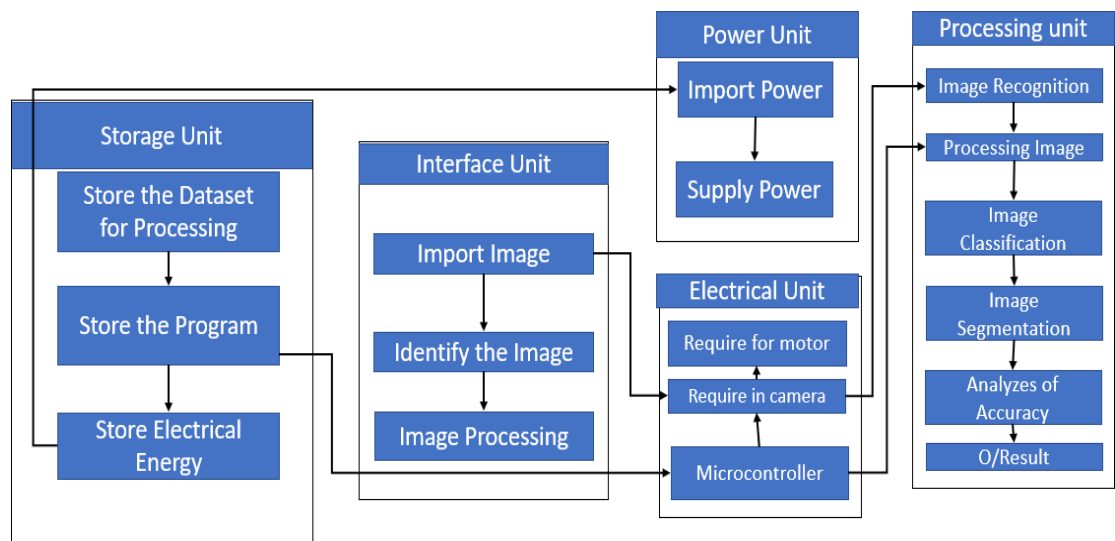 Storage Unit
Store the Dataset
for Processing
Store the Program
Store Electrical
Energy
Interface Unit
Import Image
Identify the Image
Image Processing
Power Unit
Import Power
Supply Power
Electrical Unit
Require for motor
Require in camera
Microcontroller
Processing unit
Image Recognition
Processing Image
Image
Classification
Image
Segmentation
Analyzes of
Accuracy
O/Result